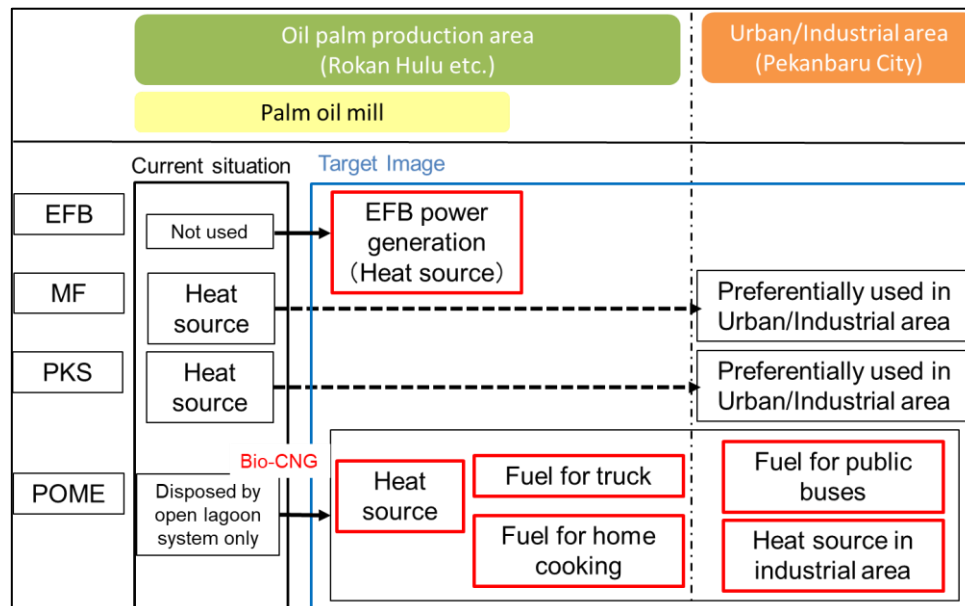 Oil palm production area
(Rokan Hulu etc.)
Urban/Industrial area
(Pekanbaru City)
Palm oil mill
Current situation
Target Image
EFB
Not used
EFB power
generation
（Heat source）
MF
Heat
source
Preferentially used in
Urban/Industrial area
PKS
Heat
source
Preferentially used in
Urban/Industrial area
Bio-CNG
POME
Disposed by
open lagoon
system only
Heat
source
Fuel for truck
Fuel for home
cooking
Fuel for public
buses
Heat source in
industrial area